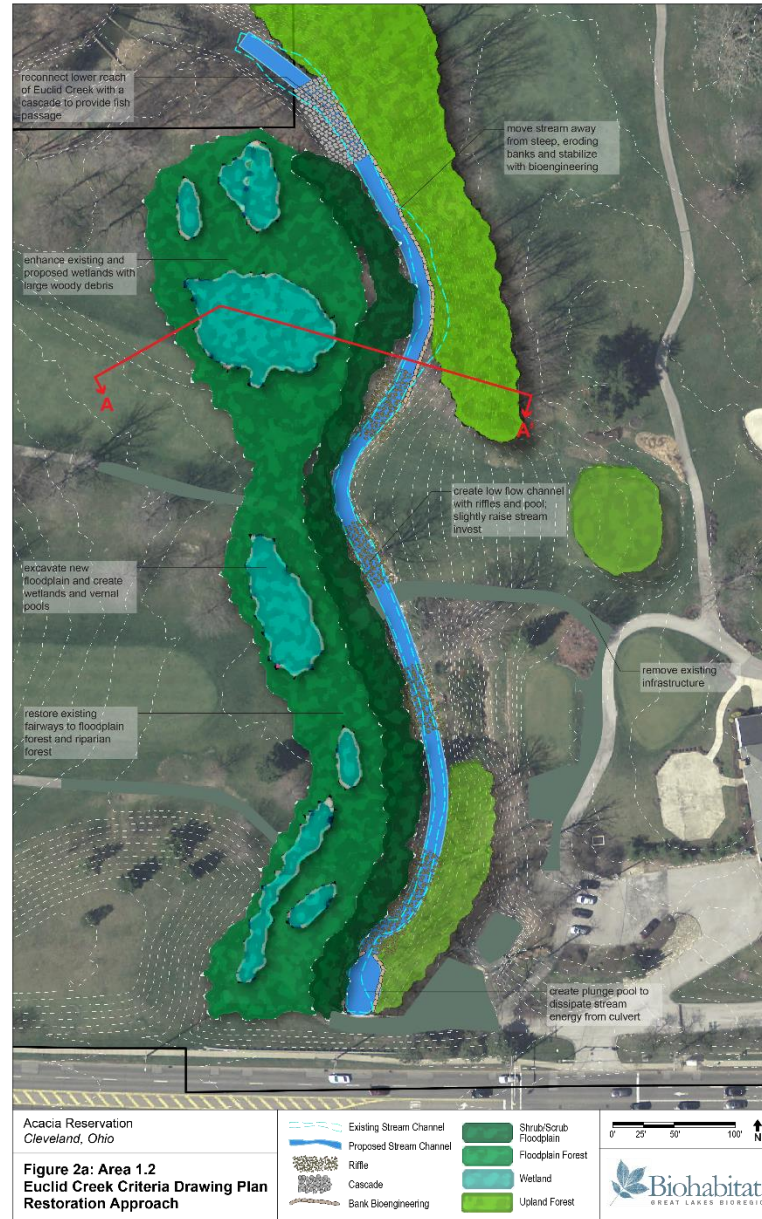 reconnect lower reach
of Euclid Creek with a
cascade to provide fish
passage
move stream away
from steep, eroding
banks and stabilize
with bioengineering
enhance existing and
proposed wetlands with
large woody debris
A
A'
create low flow channel
with riffles and pool,
slightly raise stream
invest
excavate new
floodplain and create
wetlands and vernal
pools
remove existing
infrastructure
restore existing
fairways to floodplain
forest and riparian
forest
create plunge pool to
dissipate stream
energy from culvert
Acacia Reservation
Cleveland, Ohio
Figure 2a: Area 1.2
Euclid Creek Criteria Drawing Plan
Restoration Approach
Existing Stream Channel
Proposed Stream Channel
Riffle
Cascade
Bank Bioengineering
Shrub/Scrub
Floodplain
Floodplain Forest
Wetland
Upland Forest
0' 25' 50' 100'
N
Biohabitat
GREAT LAKES BIOREGIO